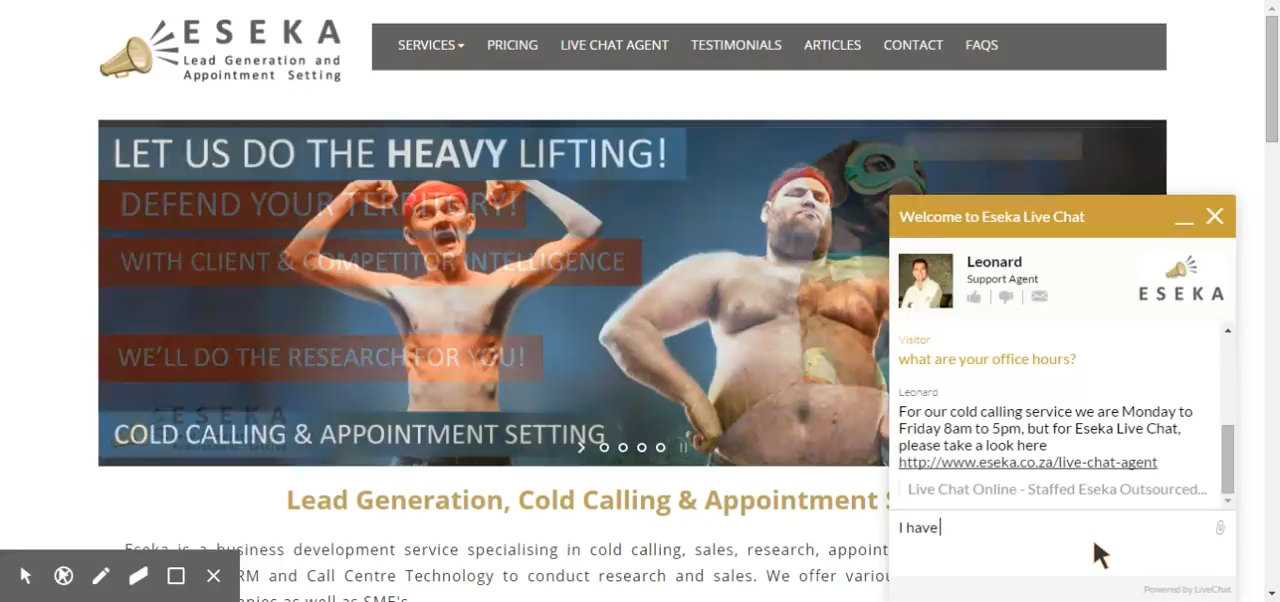 ESEKA
Lead Generation and
Appointment Setting
SERVICES
PRICING
LIVE CHAT AGENT
TESTIMONIALS
ARTICLES
CONTACT
FAQS
LET US DO THE HEAVY LIFTING!
DEFEND YOUR TERRITORY!
WITH CLIENT & COMPETITOR INTELLIGENCE
WE'LL DO THE RESEARCH FOR YOU!
ESEKA
COLD CALLING & APPOINTMENT SETTING
Lead Generation, Cold Calling & Appointment
Eseka is a business development service specialising in cold calling, sales, research,
RM and Call Centre Technology to conduct research and sales. We offer
as well as SME's
Welcome to Eseka Live Chat
Leonard
Support Agent
ESEKA
Visitor
what are your office hours?
Leonard
For our cold calling service we are Monday to
Friday 8am to 5pm, but for Eseka Live Chat,
please take a look here
http://www.eseka.co.za/live-chat-agent
Live Chat Online - Staffed Eseka Outsourced...
I have
Powered by LiveChat